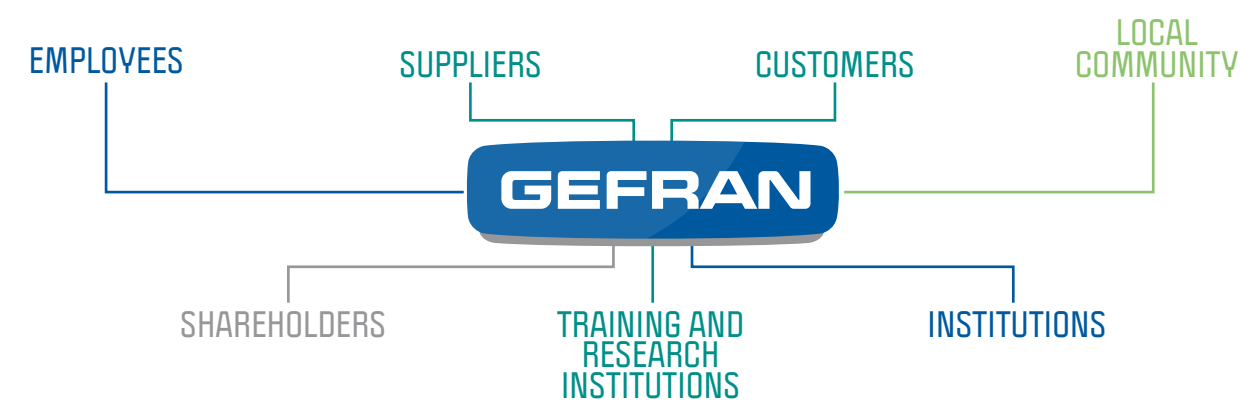 EMPLOYEES
SUPPLIERS
CUSTOMERS
LOCAL
COMMUNITY
GEFRAN
SHAREHOLDERS
TRAINING AND
RESEARCH
INSTITUTIONS
INSTITUTIONS